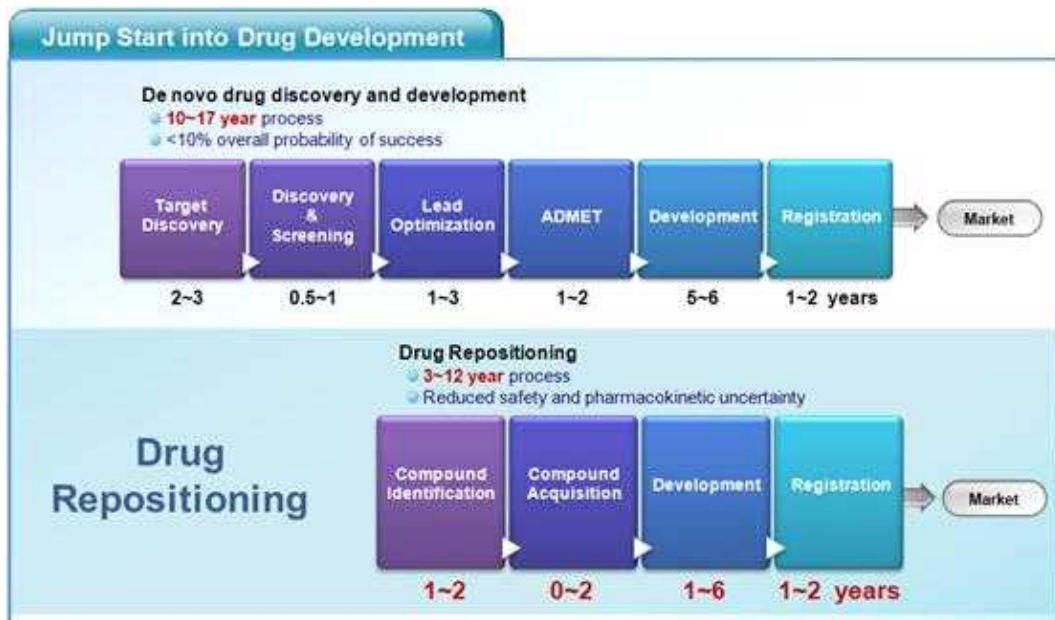 Jump Start into Drug Development
De novo drug discovery and development
10~17 year process
<10% overall probability of success
Target
Discovery
Discovery
&
Screening
Lead
Optimization
ADMET
Development
Registration
Market
2~3
0.5~1
1~3
1~2
5~6
1~2 years
Drug Repositioning
3~12 year process
Reduced safety and pharmacokinetic uncertainty
Drug
Repositioning
Compound
Identification
Compound
Acquisition
Development
Registration
Market
1~2
0~2
1~6
1~2 years